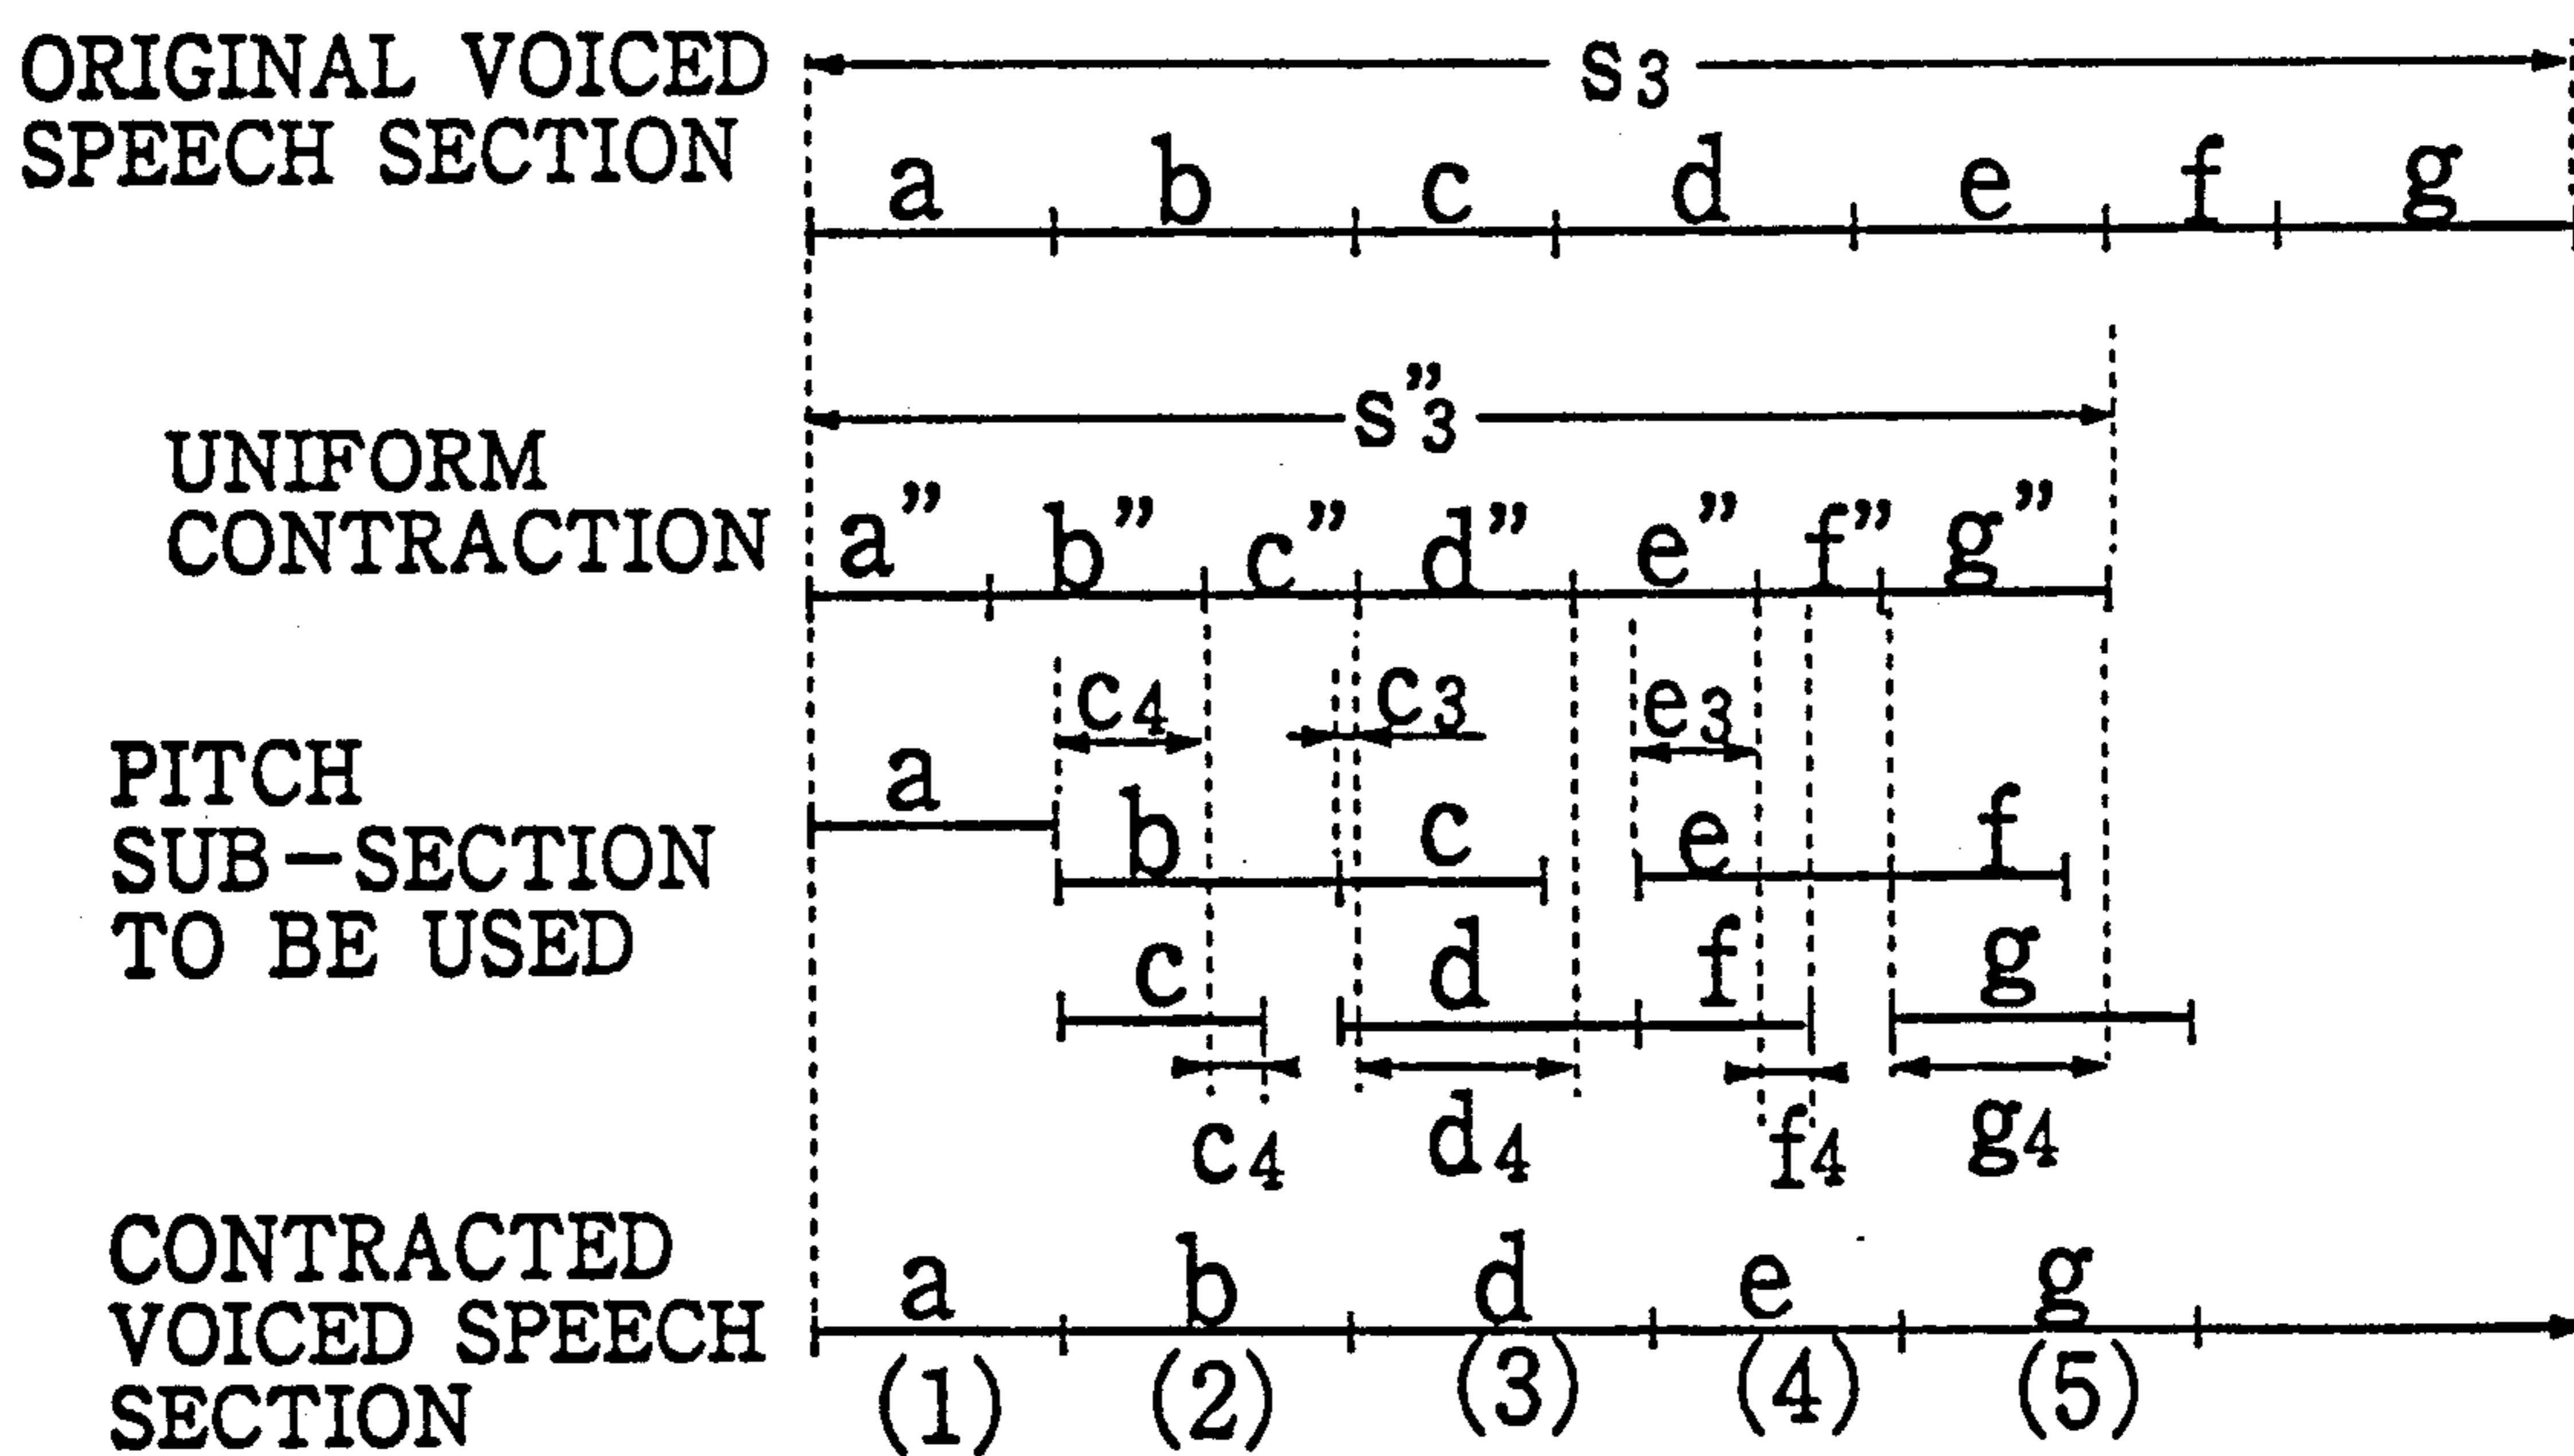 ORIGINAL VOICED
SPEECH SECTION
s3
a b c d e f g
UNIFORM
CONTRACTION
s”3
a” b” c” d” e” f” g”
PITCH
SUB-SECTION
TO BE USED
c4 c3 e3
a
b c e f
c d f g
c4 d4 f4 g4
CONTRACTED
VOICED SPEECH
SECTION
a b d e g
(1) (2) (3) (4) (5)